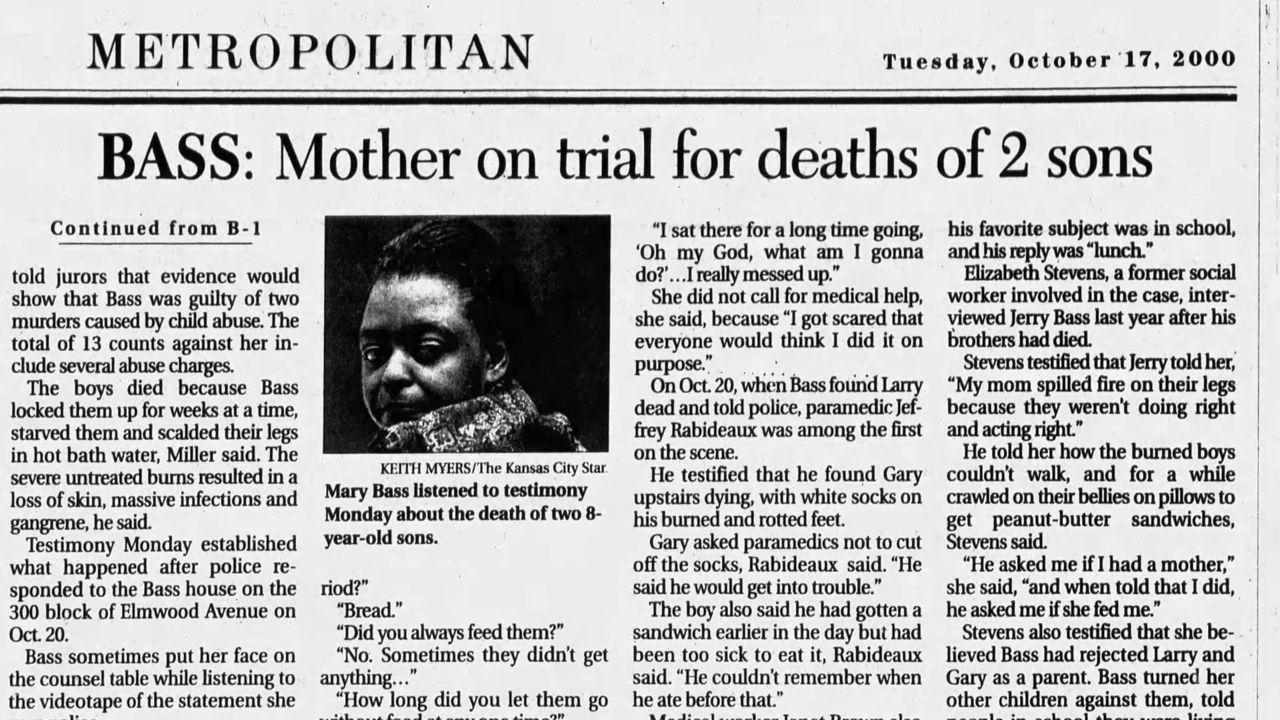 METROPOLITAN
Tuesday, October 17, 2000
BASS: Mother on trial for deaths of 2 sons
Continued from B-1
told jurors that evidence would
show that Bass was guilty of two
murders caused by child abuse. The
total of 13 counts against her in-
clude several abuse charges.
The boys died because Bass
locked them up for weeks at a time,
starved them and scalded their legs
in hot bath water, Miller said. The
severe untreated burns resulted in a
loss of skin, massive infections and
gangrene, he said.
Testimony Monday established
what happened after police re-
sponded to the Bass house on the
300 block of Elmwood Avenue on
Oct. 20.
Bass sometimes put her face on
the counsel table while listening to
the videotape of the statement she
KEITH MYERS/The Kansas City Star
Mary Bass listened to testimony
Monday about the death of two 8-
year-old sons.
riod?”
“Bread.”
“Did you always feed them?”
“No. Sometimes they didn't get
anything…”
“How long did you let them go
without food at any one time?”
“I sat there for a long time going,
‘Oh my God, what am I gonna
do?’…I really messed up.”
She did not call for medical help,
she said, because “I got scared that
everyone would think I did it on
purpose.”
On Oct. 20, when Bass found Larry
dead and told police, paramedic Jef-
frey Rabideaux was among the first
on the scene.
He testified that he found Gary
upstairs dying, with white socks on
his burned and rotted feet.
Gary asked paramedics not to cut
off the socks, Rabideaux said. “He
said he would get into trouble.”
The boy also said he had gotten a
sandwich earlier in the day but had
been too sick to eat it, Rabideaux
said. “He couldn't remember when
he ate before that.”
Medical worker Janet Brown also
his favorite subject was in school,
and his reply was “lunch.”
Elizabeth Stevens, a former social
worker involved in the case, inter-
viewed Jerry Bass last year after his
brothers had died.
Stevens testified that Jerry told her,
“My mom spilled fire on their legs
because they weren't doing right
and acting right.”
He told her how the burned boys
couldn't walk, and for a while
crawled on their bellies on pillows to
get peanut-butter sandwiches,
Stevens said.
“He asked me if I had a mother,”
she said, “and when told that I did,
he asked me if she fed me.”
Stevens also testified that she be-
lieved Bass had rejected Larry and
Gary as a parent. Bass turned her
other children against them, told
people in school they were living